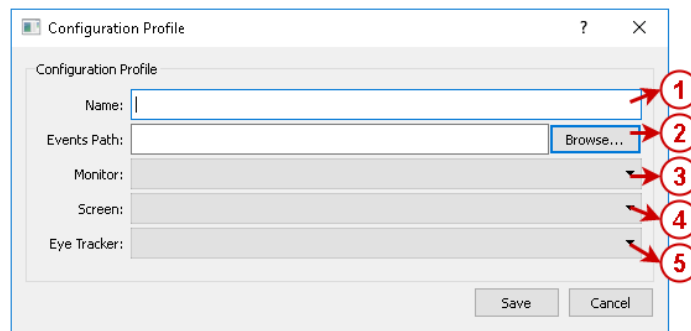 Configuration Profile
?
Configuration Profile
Name:
1
Events Path:
Browse...
2
Monitor:
3
Screen:
4
Eye Tracker:
5
Save
Cancel